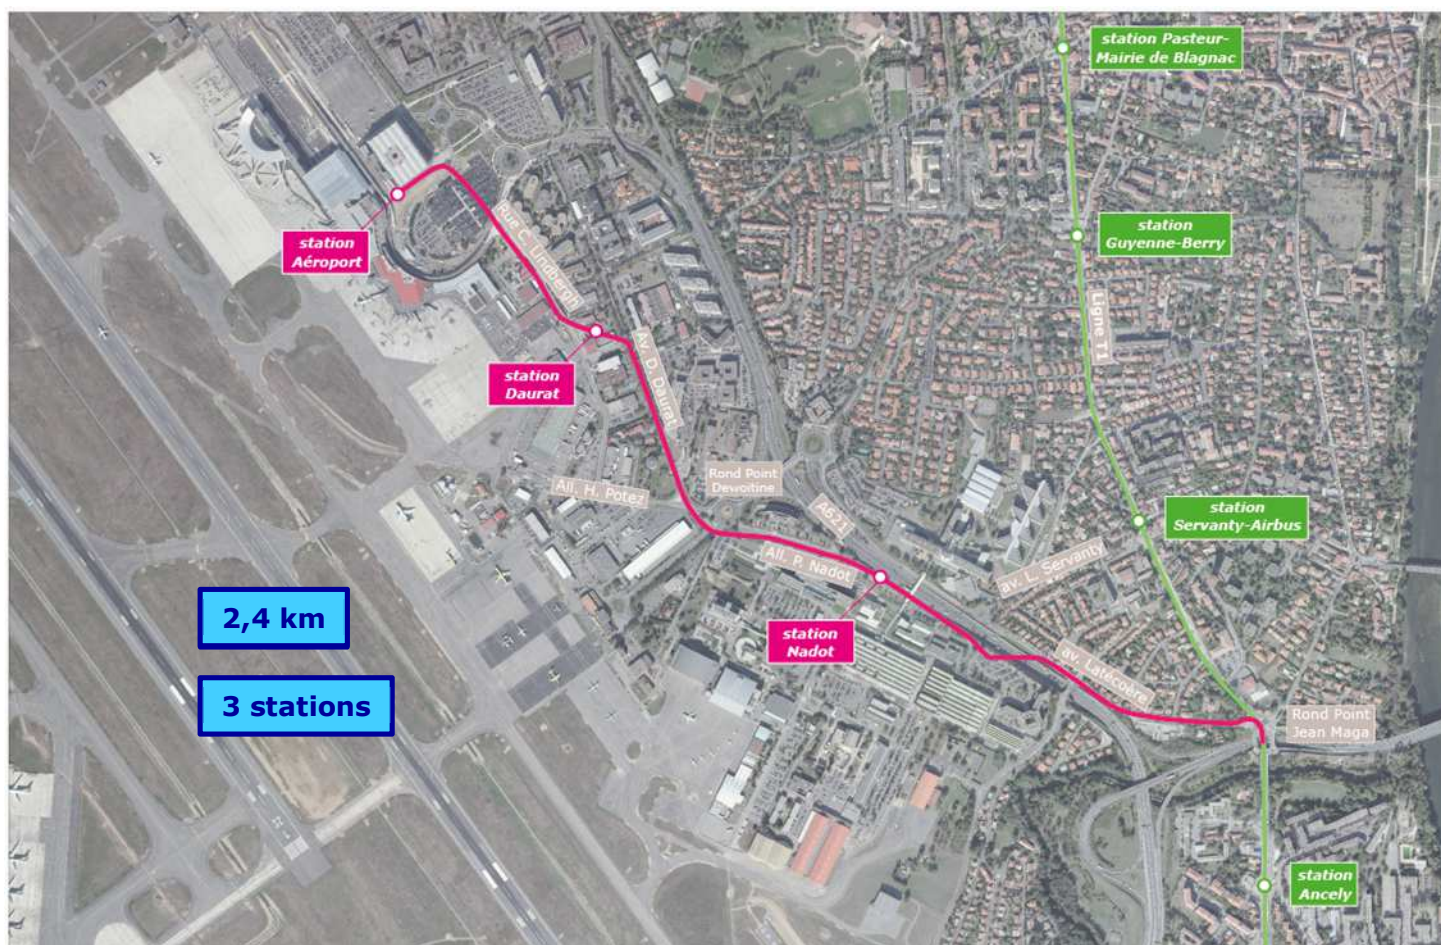 station Pasteur-
Mairie de Blagnac
station
Aéroport
Rue C. Lindbergh
station
Guyenne-Berry
Ligne T1
station
Daurat
Av. D. Daurat
All. H. Potez
Rond Point
Dewoitine
A621
All. P. Nadot
av. L. Servanty
station
Servanty-Airbus
2,4 km
station
Nadot
av. Latécoère
3 stations
Rond Point
Jean Maga
station
Ancely